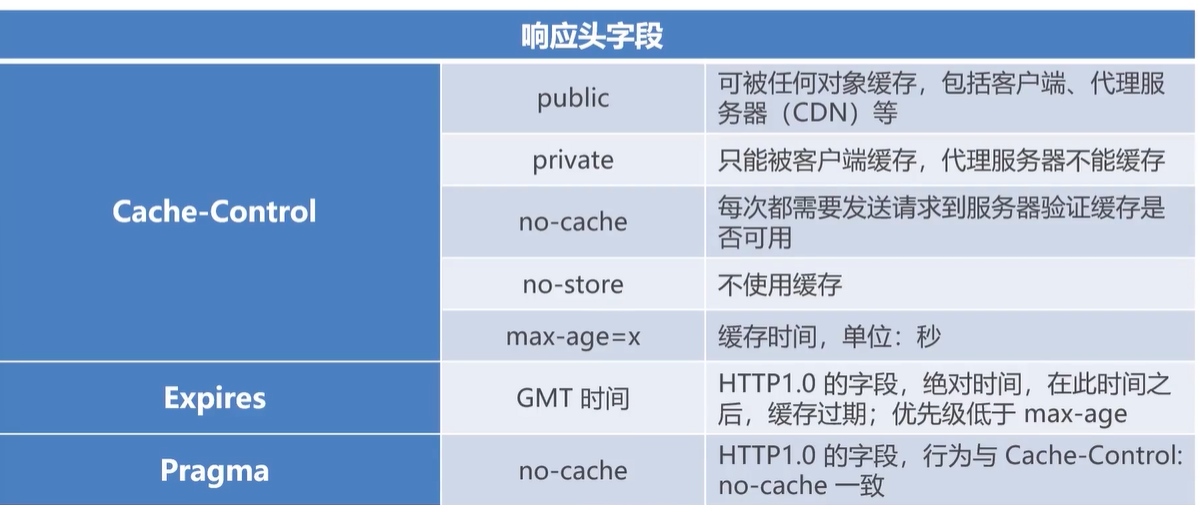 响应头字段
Cache-Control
public
可被任何对象缓存，包括客户端、代理服
务器（CDN）等
private
只能被客户端缓存，代理服务器不能缓存
no-cache
每次都需要发送请求到服务器验证缓存是
否可用
no-store
不使用缓存
max-age=x
缓存时间，单位：秒
Expires
GMT 时间
HTTP1.0 的字段，绝对时间，在此时间之
后，缓存过期；优先级低于 max-age
Pragma
no-cache
HTTP1.0 的字段，行为与 Cache-Control:
no-cache 一致